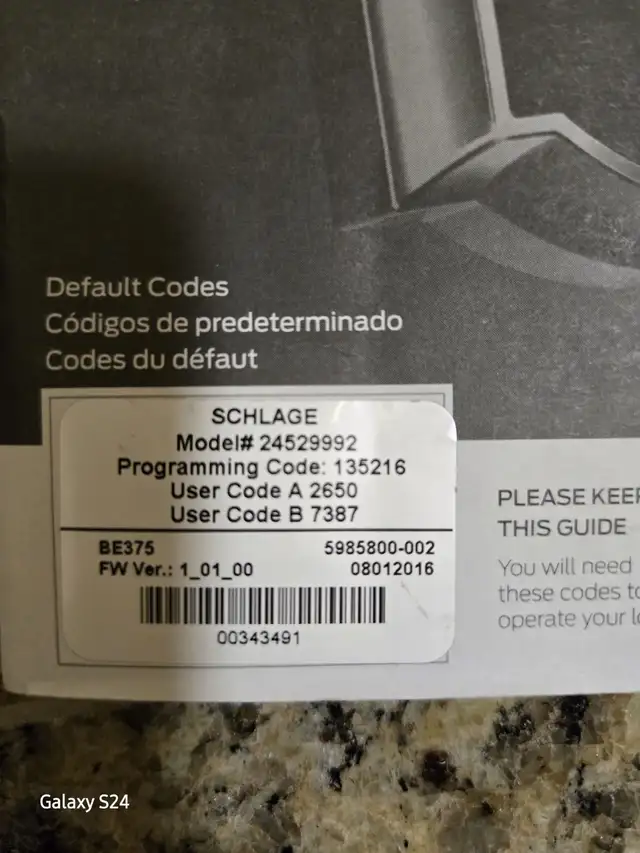 Default Codes
Códigos de predeterminado
Codes du défaut
SCHLAGE
Model# 24529992
Programming Code: 135216
User Code A 2650
User Code B 7387
BE375 5985800-002
FW Ver.: 1_01_00 08012016
00343491
PLEASE KEEP
THIS GUIDE
You will need
these codes to
operate your
Galaxy S24